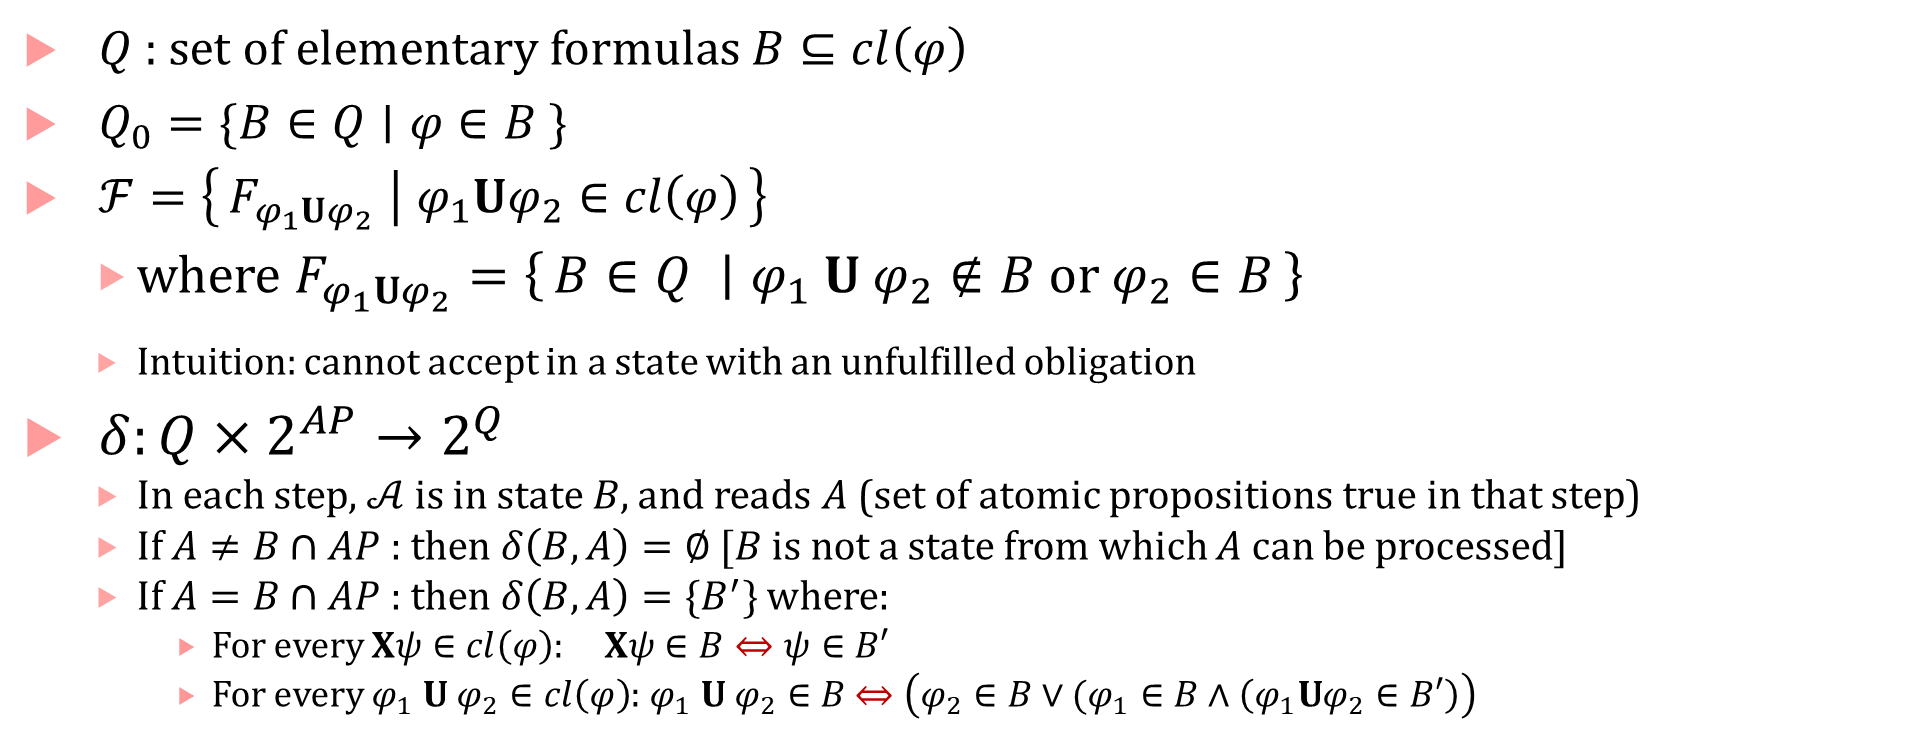 Q : set of elementary formulas B ⊆ cl(φ)
Q₀ = {B ∈ Q ∣ φ ∈ B }
ℱ = { F_{φ₁𝐔φ₂} | φ₁𝐔φ₂ ∈ cl(φ) }
where F_{φ₁𝐔φ₂} = { B ∈ Q ∣ φ₁ 𝐔 φ₂ ∉ B or φ₂ ∈ B }
Intuition: cannot accept in a state with an unfulfilled obligation
δ: Q × 2^{AP} → 2^Q
In each step, 𝒜 is in state B, and reads A (set of atomic propositions true in that step)
If A ≠ B ∩ AP : then δ(B, A) = ∅ [B is not a state from which A can be processed]
If A = B ∩ AP : then δ(B, A) = {B′} where:
For every 𝐗ψ ∈ cl(φ): 𝐗ψ ∈ B ⇔ ψ ∈ B′
For every φ₁ 𝐔 φ₂ ∈ cl(φ): φ₁ 𝐔 φ₂ ∈ B ⇔ (φ₂ ∈ B ∨ (φ₁ ∈ B ∧ (φ₁𝐔φ₂ ∈ B′))